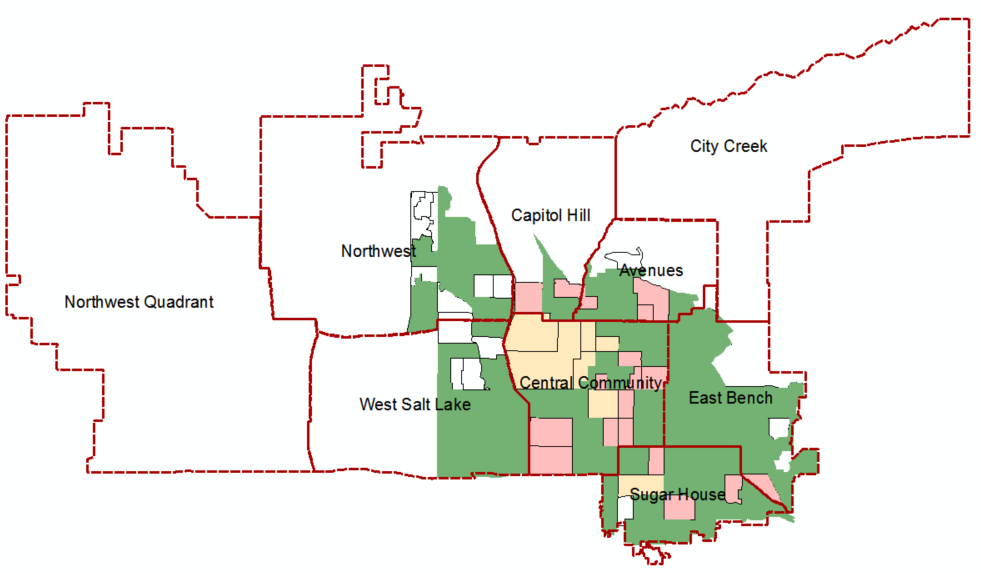 City Creek
Capitol Hill
Northwest
Avenues
Northwest Quadrant
Central Community
East Bench
West Salt Lake
Sugar House